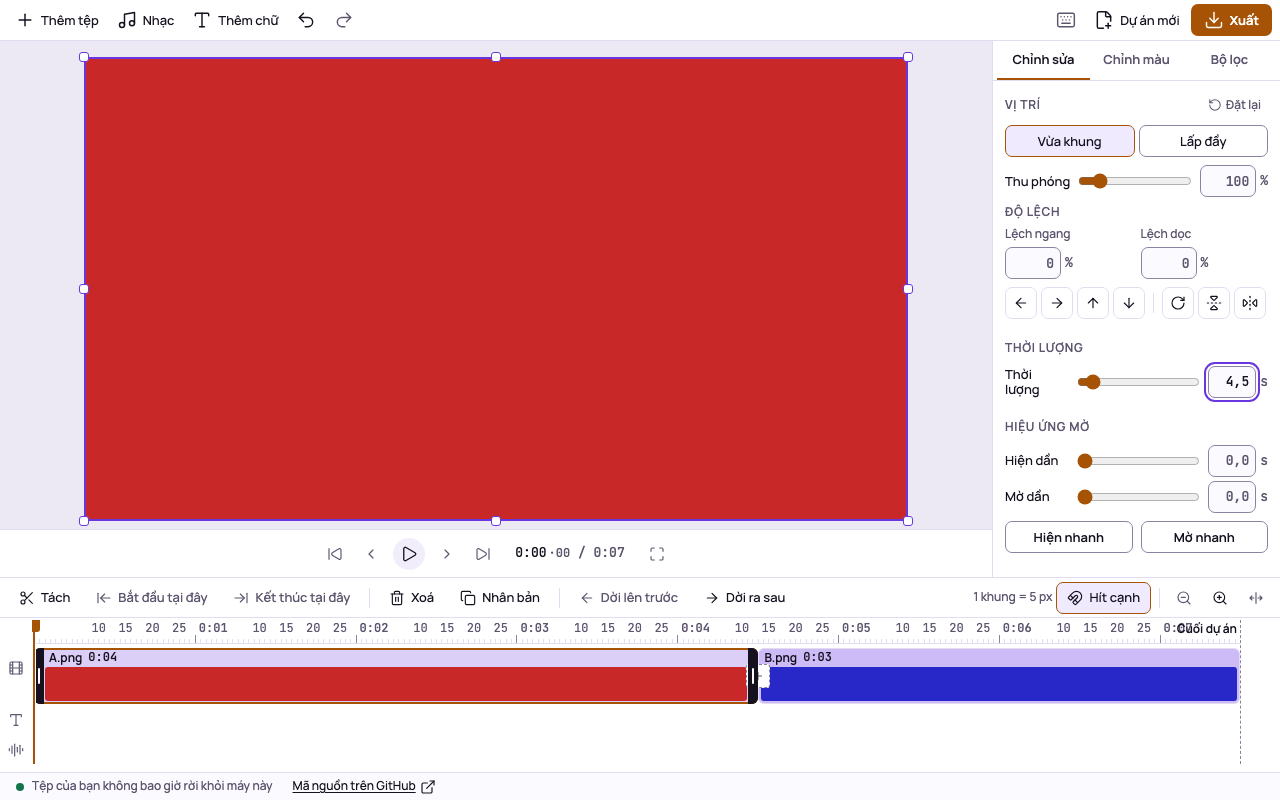 Thêm tệp Nhạc Thêm chữ Dự án mới Xuất
Chỉnh sửa Chỉnh màu Bộ lọc
VỊ TRÍ Đặt lại
Vừa khung Lấp đầy
Thu phóng 100 %
ĐỘ LỆCH
Lệch ngang Lệch dọc
0 % 0 %
THỜI LƯỢNG
Thời lượng 4,5 s
HIỆU ỨNG MỜ
Hiện dần 0,0 s
Mờ dần 0,0 s
Hiện nhanh Mờ nhanh
0:00·00 / 0:07
Tách Bắt đầu tại đây Kết thúc tại đây Xoá Nhân bản Dời lên trước Dời ra sau 1 khung = 5 px Hít cạnh
10 15 20 25 0:01 10 15 20 25 0:02 10 15 20 25 0:03 10 15 20 25 0:04 10 15 20 25 0:05 10 15 20 25 0:06 10 15 20 25 Cuối dự án
A.png 0:04 B.png 0:03
Tệp của bạn không bao giờ rời khỏi máy này Mã nguồn trên GitHub